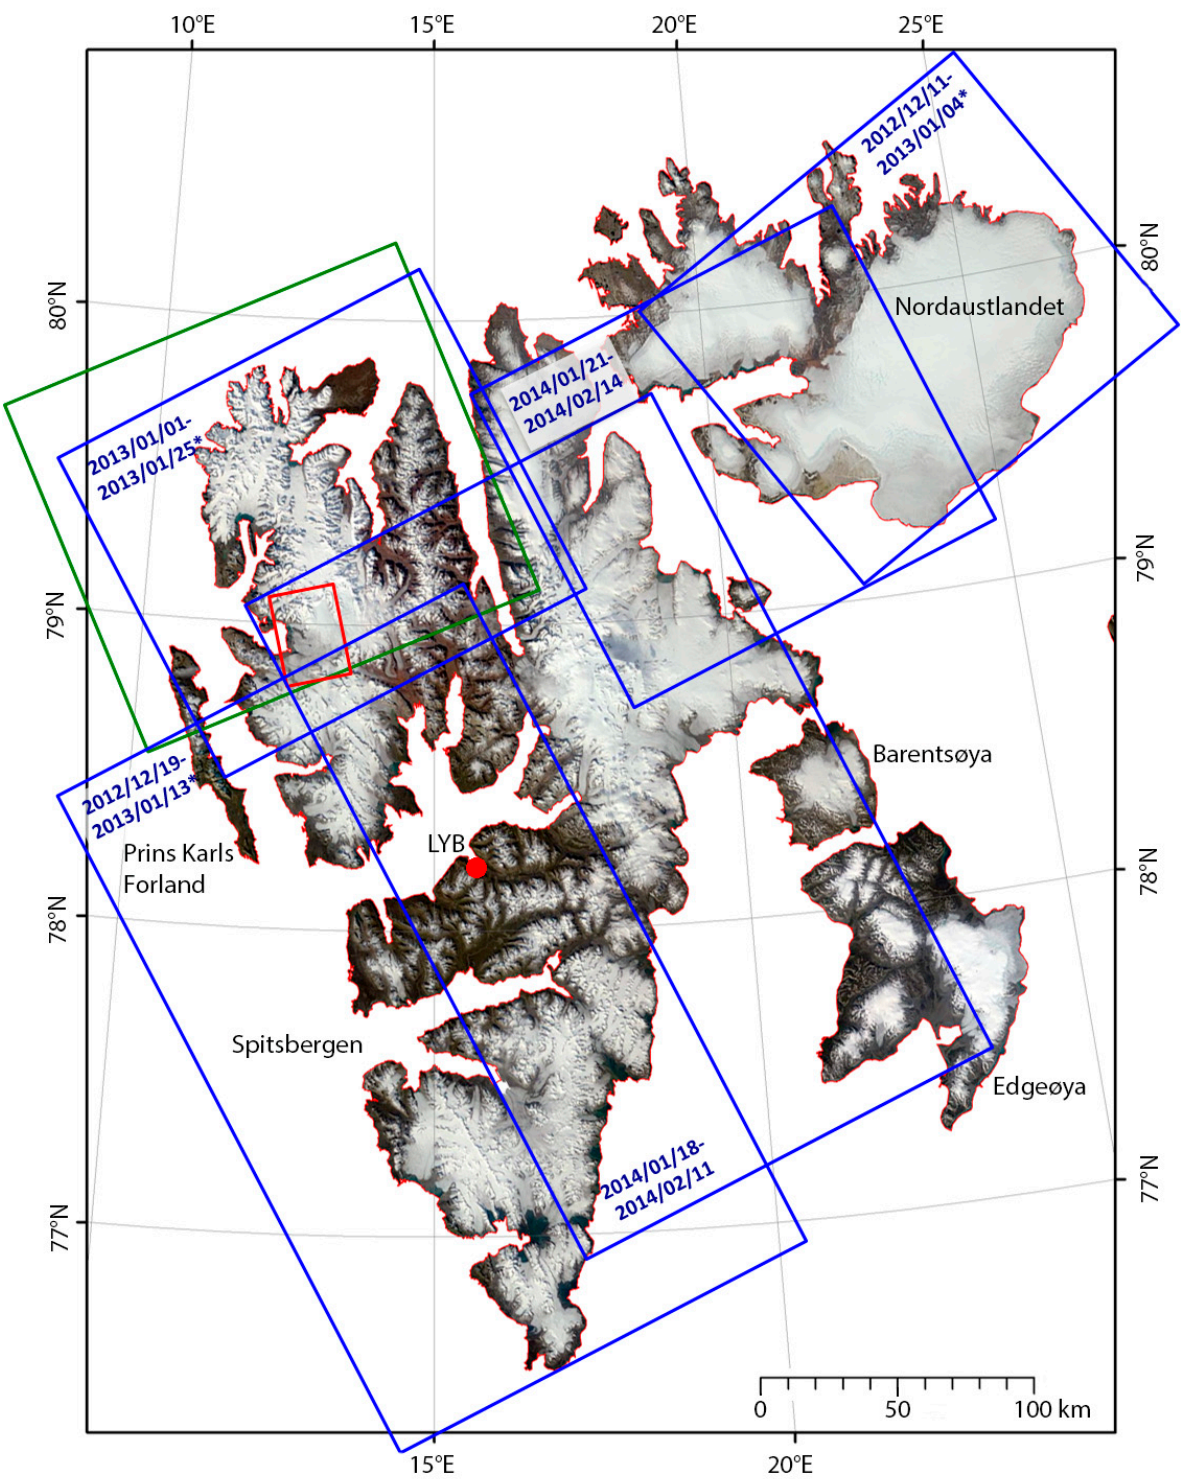 10°E
15°E
20°E
25°E
2012/12/11-
2013/01/04*
80°N
80°N
Nordaustlandet
2014/01/21-
2014/02/14
2013/01/01-
2013/01/25*
79°N
79°N
2012/12/19-
2013/01/13*
Barentsøya
LYB
Prins Karls
Forland
78°N
78°N
Spitsbergen
Edgeøya
2014/01/18-
2014/02/11
77°N
77°N
0
50
100 km
15°E
20°E